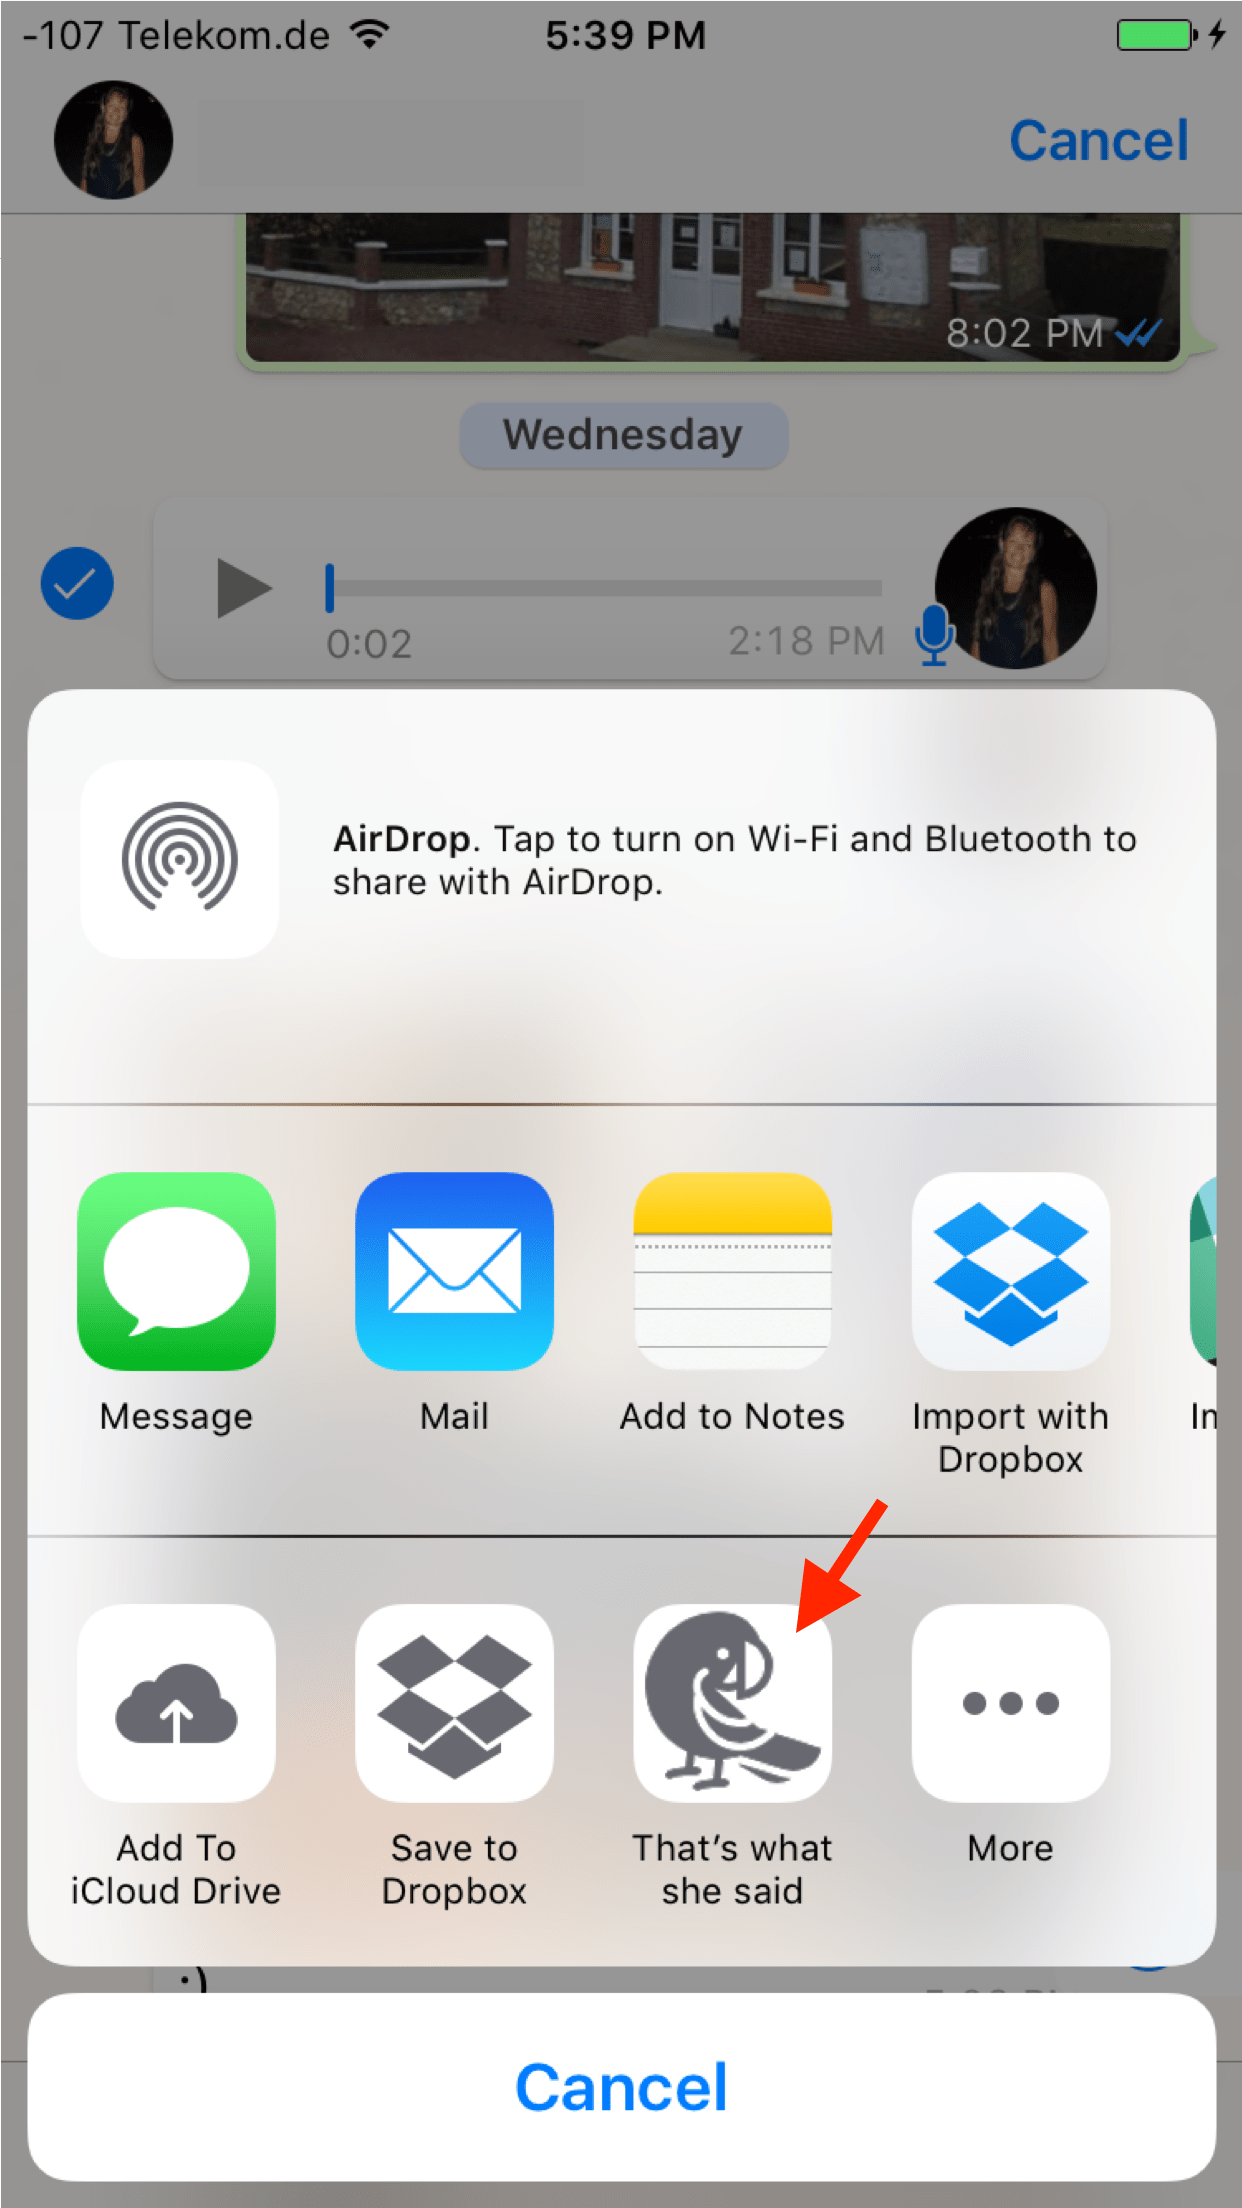 -107 Telekom.de 5:39 PM
Cancel
8:02 PM
Wednesday
0:02 2:18 PM
AirDrop. Tap to turn on Wi-Fi and Bluetooth to
share with AirDrop.
Message Mail Add to Notes Import with In
Dropbox
Add To Save to That's what More
iCloud Drive Dropbox she said
:)
Cancel